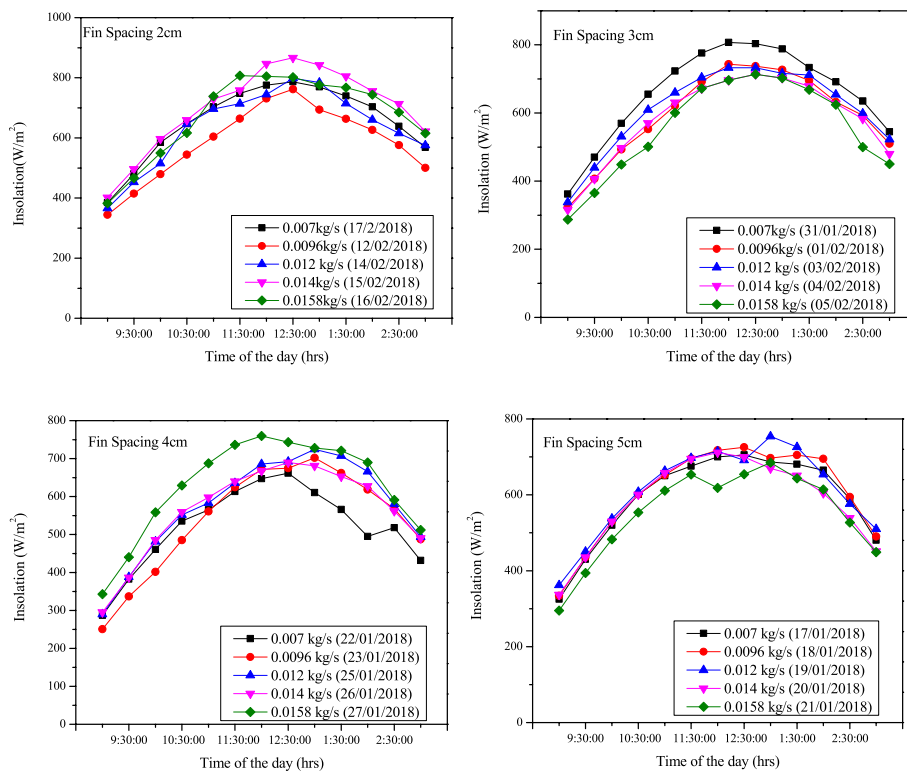 Fin Spacing 2cm
1000
800
600
400
200
0
Insolation(W/m²)
9:30:00 10:30:00 11:30:00 12:30:00 1:30:00 2:30:00
Time of the day (hrs)
0.007kg/s (17/2/2018)
0.0096kg/s (12/02/2018)
0.012 kg/s (14/02/2018)
0.014kg/s (15/02/2018)
0.0158kg/s (16/02/2018)
Fin Spacing 3cm
800
600
400
200
0
Insolation (W/m²)
9:30:00 10:30:00 11:30:00 12:30:00 1:30:00 2:30:00
Time of the day (hrs)
0.007kg/s (31/01/2018)
0.0096kg/s (01/02/2018)
0.012 kg/s (03/02/2018)
0.014 kg/s (04/02/2018)
0.0158 kg/s (05/02/2018)
Fin Spacing 4cm
800
700
600
500
400
300
200
100
0
Insolation (W/m²)
9:30:00 10:30:00 11:30:00 12:30:00 1:30:00 2:30:00
Time of the day (hrs)
0.007 kg/s (22/01/2018)
0.0096 kg/s (23/01/2018)
0.012 kg/s (25/01/2018)
0.014 kg/s (26/01/2018)
0.0158 kg/s (27/01/2018)
Fin Spacing 5cm
800
600
400
200
0
Insolation (W/m²)
9:30:00 10:30:00 11:30:00 12:30:00 1:30:00 2:30:00
Time of the day (hrs)
0.007 kg/s (17/01/2018)
0.0096 kg/s (18/01/2018)
0.012 kg/s (19/01/2018)
0.014 kg/s (20/01/2018)
0.0158 kg/s (21/01/2018)